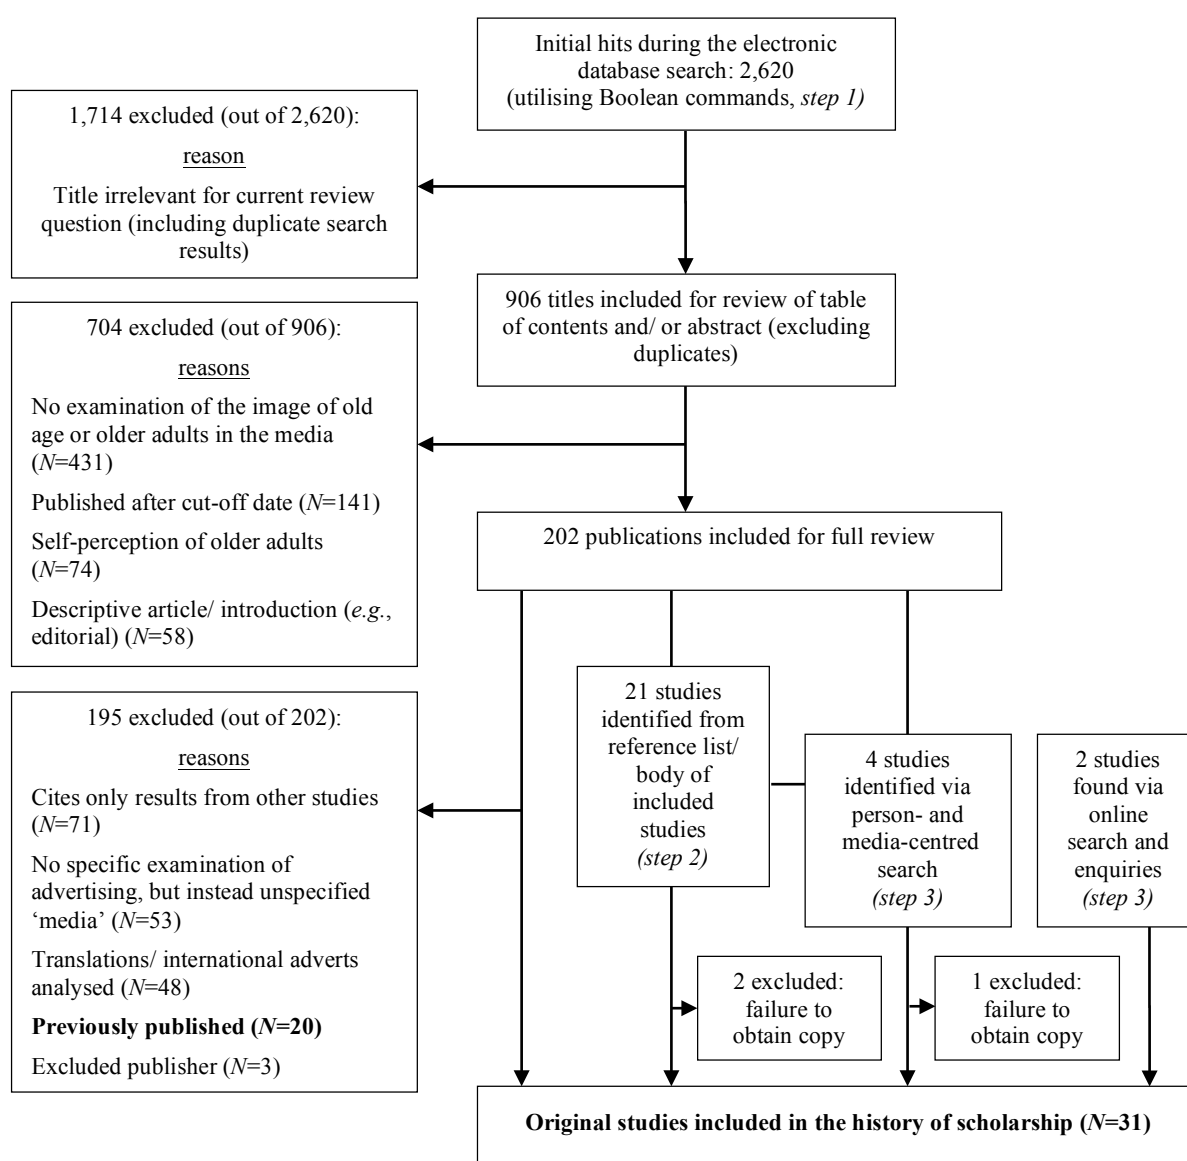 Initial hits during the electronic
database search: 2,620
(utilising Boolean commands, step 1)
1,714 excluded (out of 2,620):
reason
Title irrelevant for current review
question (including duplicate search
results)
906 titles included for review of table
of contents and/ or abstract (excluding
duplicates)
704 excluded (out of 906):
reasons
No examination of the image of old
age or older adults in the media
(N=431)
Published after cut-off date (N=141)
Self-perception of older adults
(N=74)
Descriptive article/ introduction (e.g.,
editorial) (N=58)
202 publications included for full review
195 excluded (out of 202):
reasons
Cites only results from other studies
(N=71)
No specific examination of
advertising, but instead unspecified
‘media’ (N=53)
Translations/ international adverts
analysed (N=48)
Previously published (N=20)
Excluded publisher (N=3)
21 studies
identified from
reference list/
body of
included
studies
(step 2)
4 studies
identified via
person- and
media-centred
search
(step 3)
2 studies
found via
online
search and
enquiries
(step 3)
2 excluded:
failure to
obtain copy
1 excluded:
failure to
obtain copy
Original studies included in the history of scholarship (N=31)